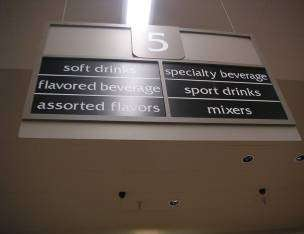 5
soft drinks
flavored beverage
assorted flavors
specialty beverage
sport drinks
mixers